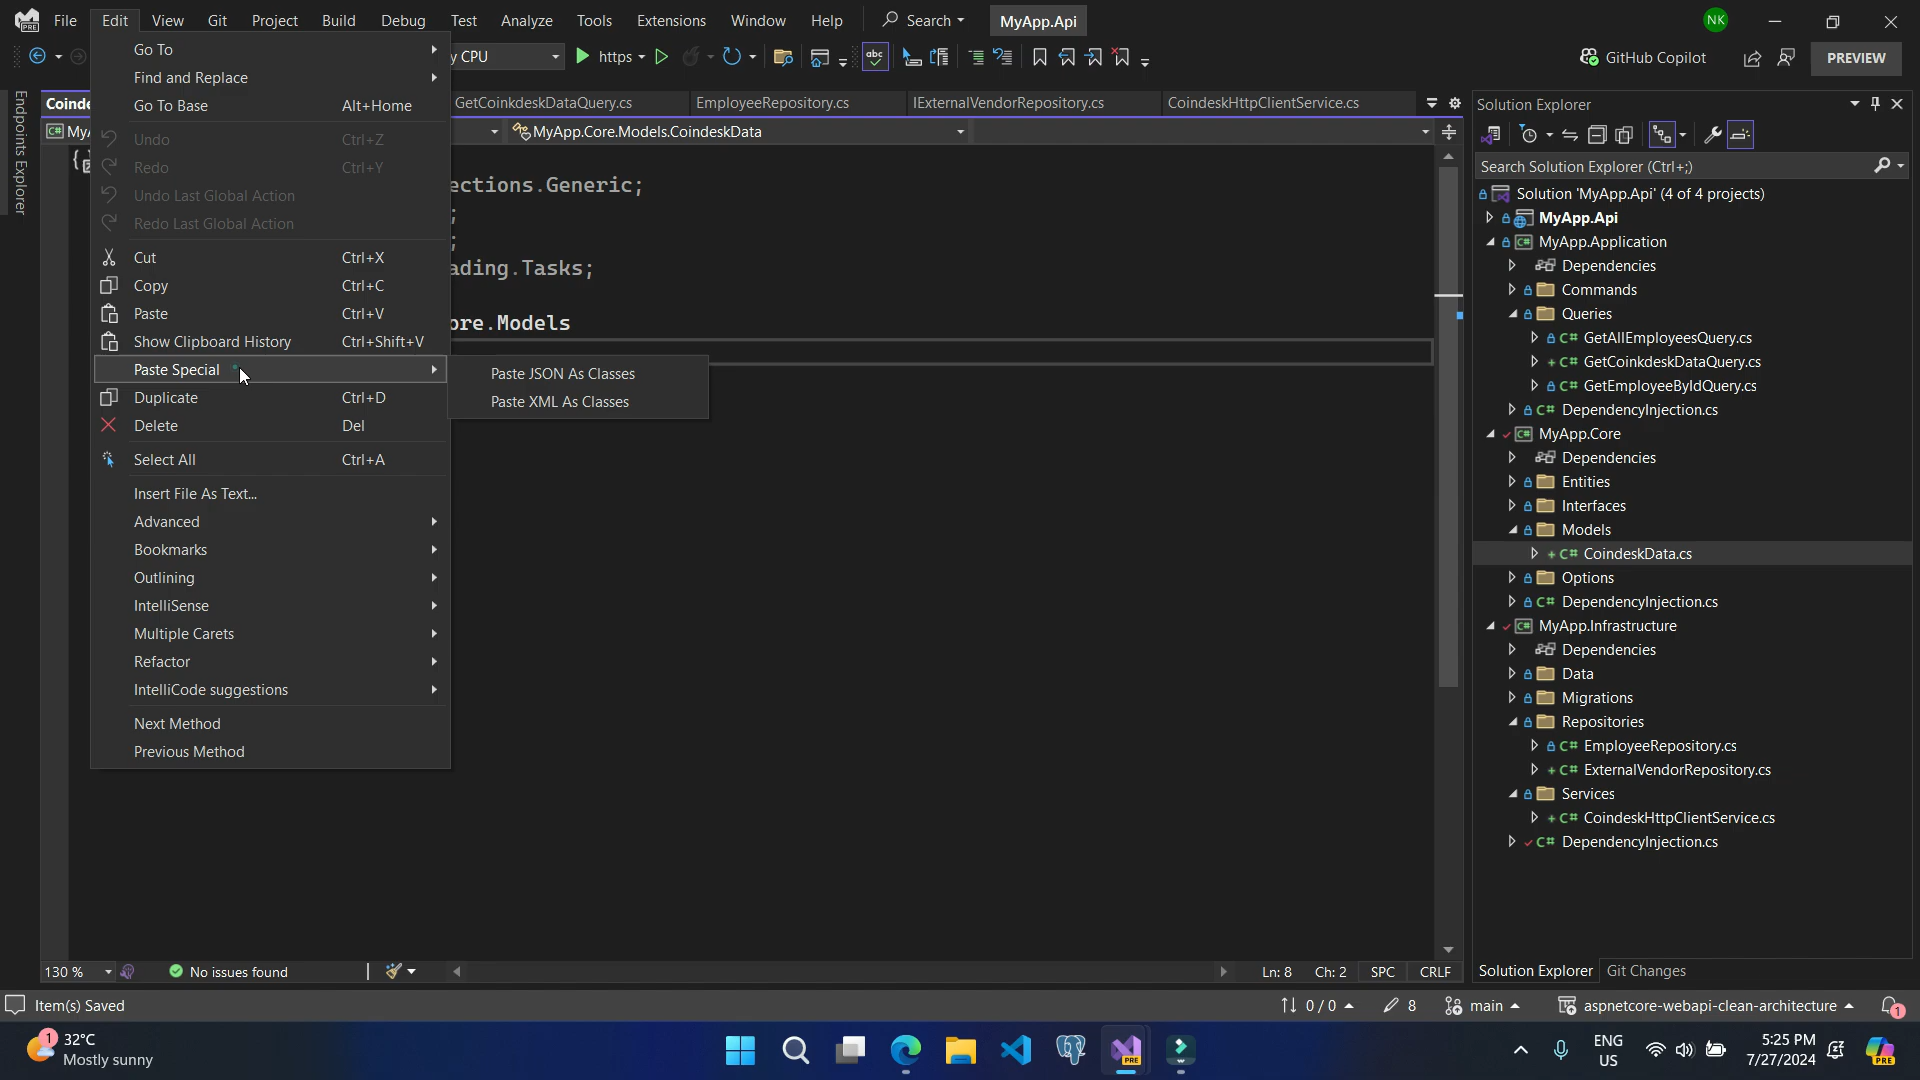 File Edit View Git Project Build Debug Test Analyze Tools Extensions Window Help Search MyApp.Api NK
y CPU https GitHub Copilot PREVIEW
Endpoints Explorer
Coinde GetCoinkdeskDataQuery.cs EmployeeRepository.cs IExternalVendorRepository.cs CoindeskHttpClientService.cs
C# My MyApp.Core.Models.CoindeskData
ections.Generic;
;
;
ading.Tasks;
ore.Models
Go To
Find and Replace
Go To Base Alt+Home
Undo Ctrl+Z
Redo Ctrl+Y
Undo Last Global Action
Redo Last Global Action
Cut Ctrl+X
Copy Ctrl+C
Paste Ctrl+V
Show Clipboard History Ctrl+Shift+V
Paste Special
Duplicate Ctrl+D
Delete Del
Select All Ctrl+A
Insert File As Text...
Advanced
Bookmarks
Outlining
IntelliSense
Multiple Carets
Refactor
IntelliCode suggestions
Next Method
Previous Method
Paste JSON As Classes
Paste XML As Classes
Solution Explorer
Search Solution Explorer (Ctrl+;)
Solution 'MyApp.Api' (4 of 4 projects)
MyApp.Api
C# MyApp.Application
Dependencies
Commands
Queries
C# GetAllEmployeesQuery.cs
+ C# GetCoinkdeskDataQuery.cs
C# GetEmployeeByIdQuery.cs
C# DependencyInjection.cs
C# MyApp.Core
Dependencies
Entities
Interfaces
Models
+ C# CoindeskData.cs
Options
C# DependencyInjection.cs
C# MyApp.Infrastructure
Dependencies
Data
Migrations
Repositories
C# EmployeeRepository.cs
+ C# ExternalVendorRepository.cs
Services
+ C# CoindeskHttpClientService.cs
C# DependencyInjection.cs
130 % No issues found Ln: 8 Ch: 2 SPC CRLF
Solution Explorer Git Changes
Item(s) Saved 0 / 0 8 main aspnetcore-webapi-clean-architecture 1
1 32°C
Mostly sunny
PRE
ENG
US
5:25 PM
7/27/2024
PRE